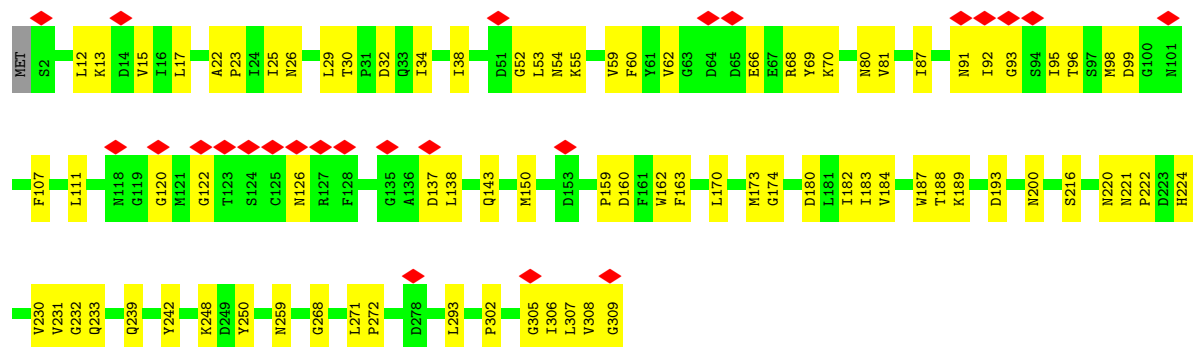 MET S2 L12 K13 D14 V15 I16 L17 A22 P23 I24 I25 N26 L29 T30 P31 D32 Q33 I34 I38 D51 G52 L53 N54 K55 V59 F60 Y61 V62 G63 D64 D65 E66 E67 R68 Y69 K70 N80 V81 I87 N91 I92 G93 S94 I95 T96 S97 M98 D99 G100 N101
F107 L111 N118 G119 G120 M121 G122 T123 S124 C125 N126 R127 F128 G135 A136 D137 L138 Q143 M150 D153 P159 D160 F161 W162 F163 L170 M173 G174 D180 L181 I182 I183 V184 W187 T188 K189 D193 N200 S216 N220 N221 P222 D223 H224
V230 V231 G232 Q233 Q239 Y242 K248 D249 Y250 N259 G268 L271 P272 D278 L293 P302 G305 I306 L307 V308 G309